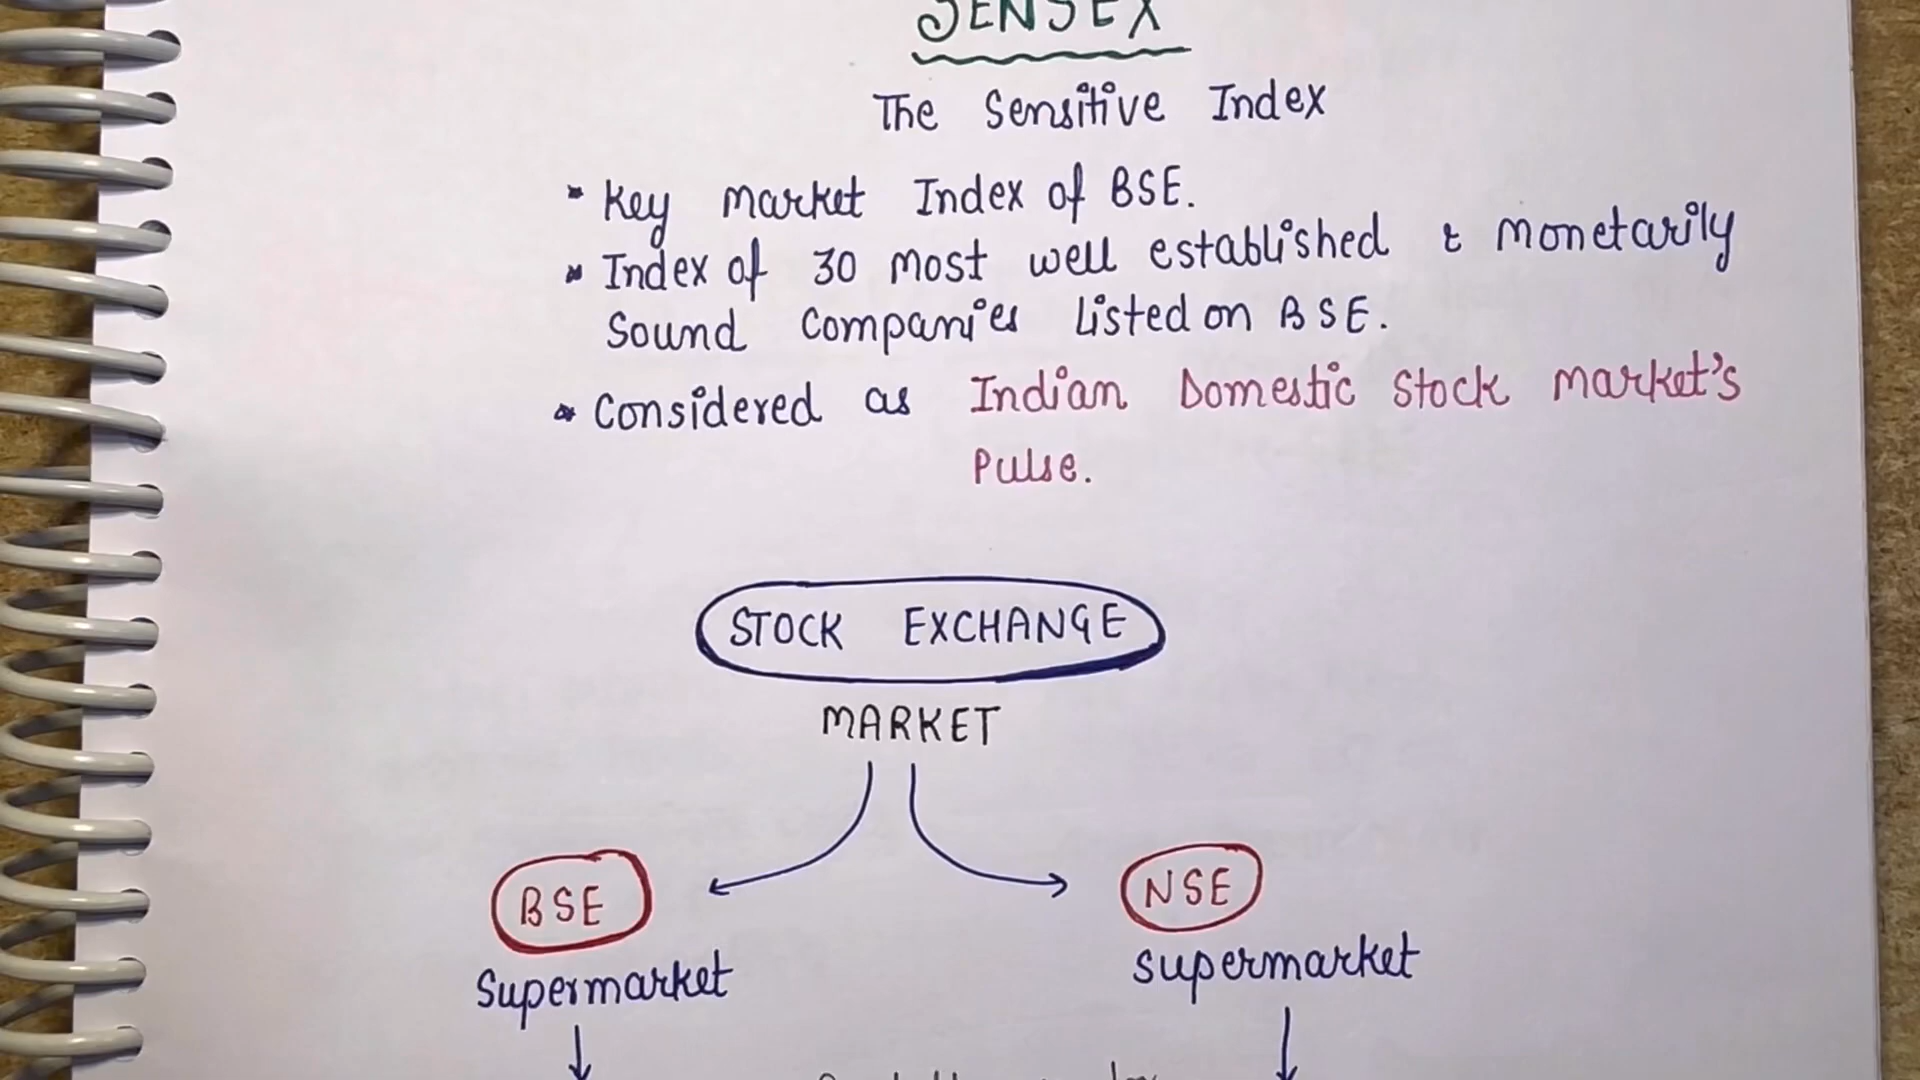 SENSEX
The Sensitive Index
Key market Index of BSE.
Index of 30 most well established & monetarily
Sound Companies Listed on BSE.
Considered as Indian Domestic Stock Market's
Pulse.
STOCK EXCHANGE
MARKET
BSE
NSE
Supermarket
Supermarket